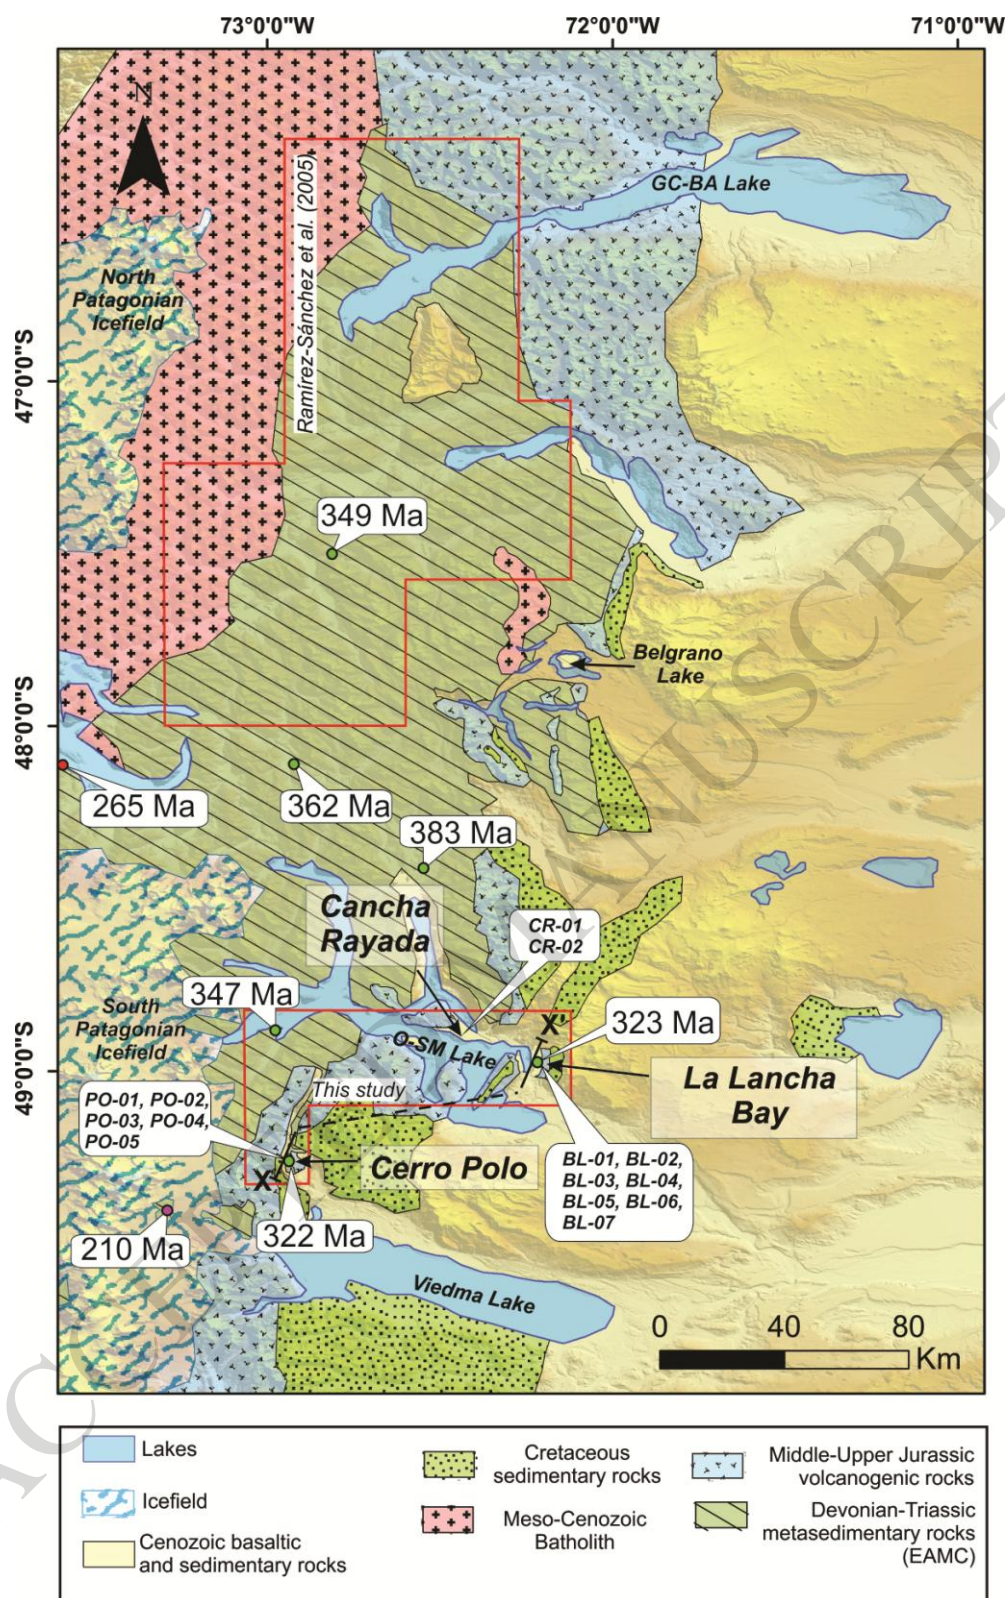 73°0'0"W
72°0'0"W
71°0'0"W
N
Ramírez-Sánchez et al. (2005)
GC-BA Lake
North
Patagonian
Icefield
47°0'0"S
349 Ma
Belgrano
Lake
48°0'0"S
265 Ma
362 Ma
383 Ma
Cancha
Rayada
CR-01
CR-02
South
Patagonian
Icefield
347 Ma
O-SM Lake
X'
323 Ma
49°0'0"S
This study
La Lancha
Bay
PO-01, PO-02,
PO-03, PO-04,
PO-05
X
Cerro Polo
BL-01, BL-02,
BL-03, BL-04,
BL-05, BL-06,
BL-07
210 Ma
322 Ma
Viedma Lake
0 40 80
Km
ACCEPTED MANUSCRIPT
Lakes
Icefield
Cenozoic basaltic
and sedimentary rocks
Cretaceous
sedimentary rocks
Meso-Cenozoic
Batholith
Middle-Upper Jurassic
volcanogenic rocks
Devonian-Triassic
metasedimentary rocks
(EAMC)